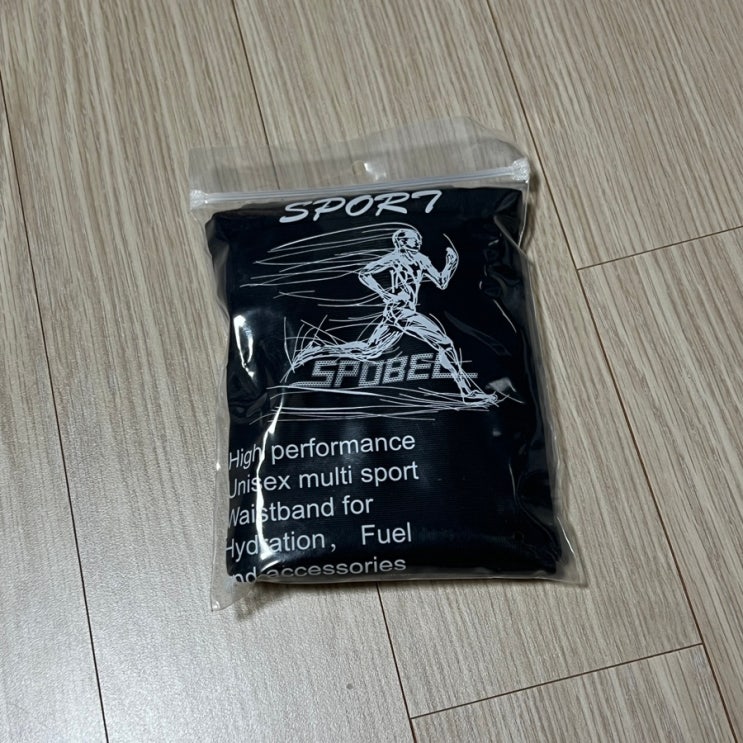 SPORT
SPOBELL
High performance
Unisex multi sport
Waistband for
Hydration， Fuel
and accessories